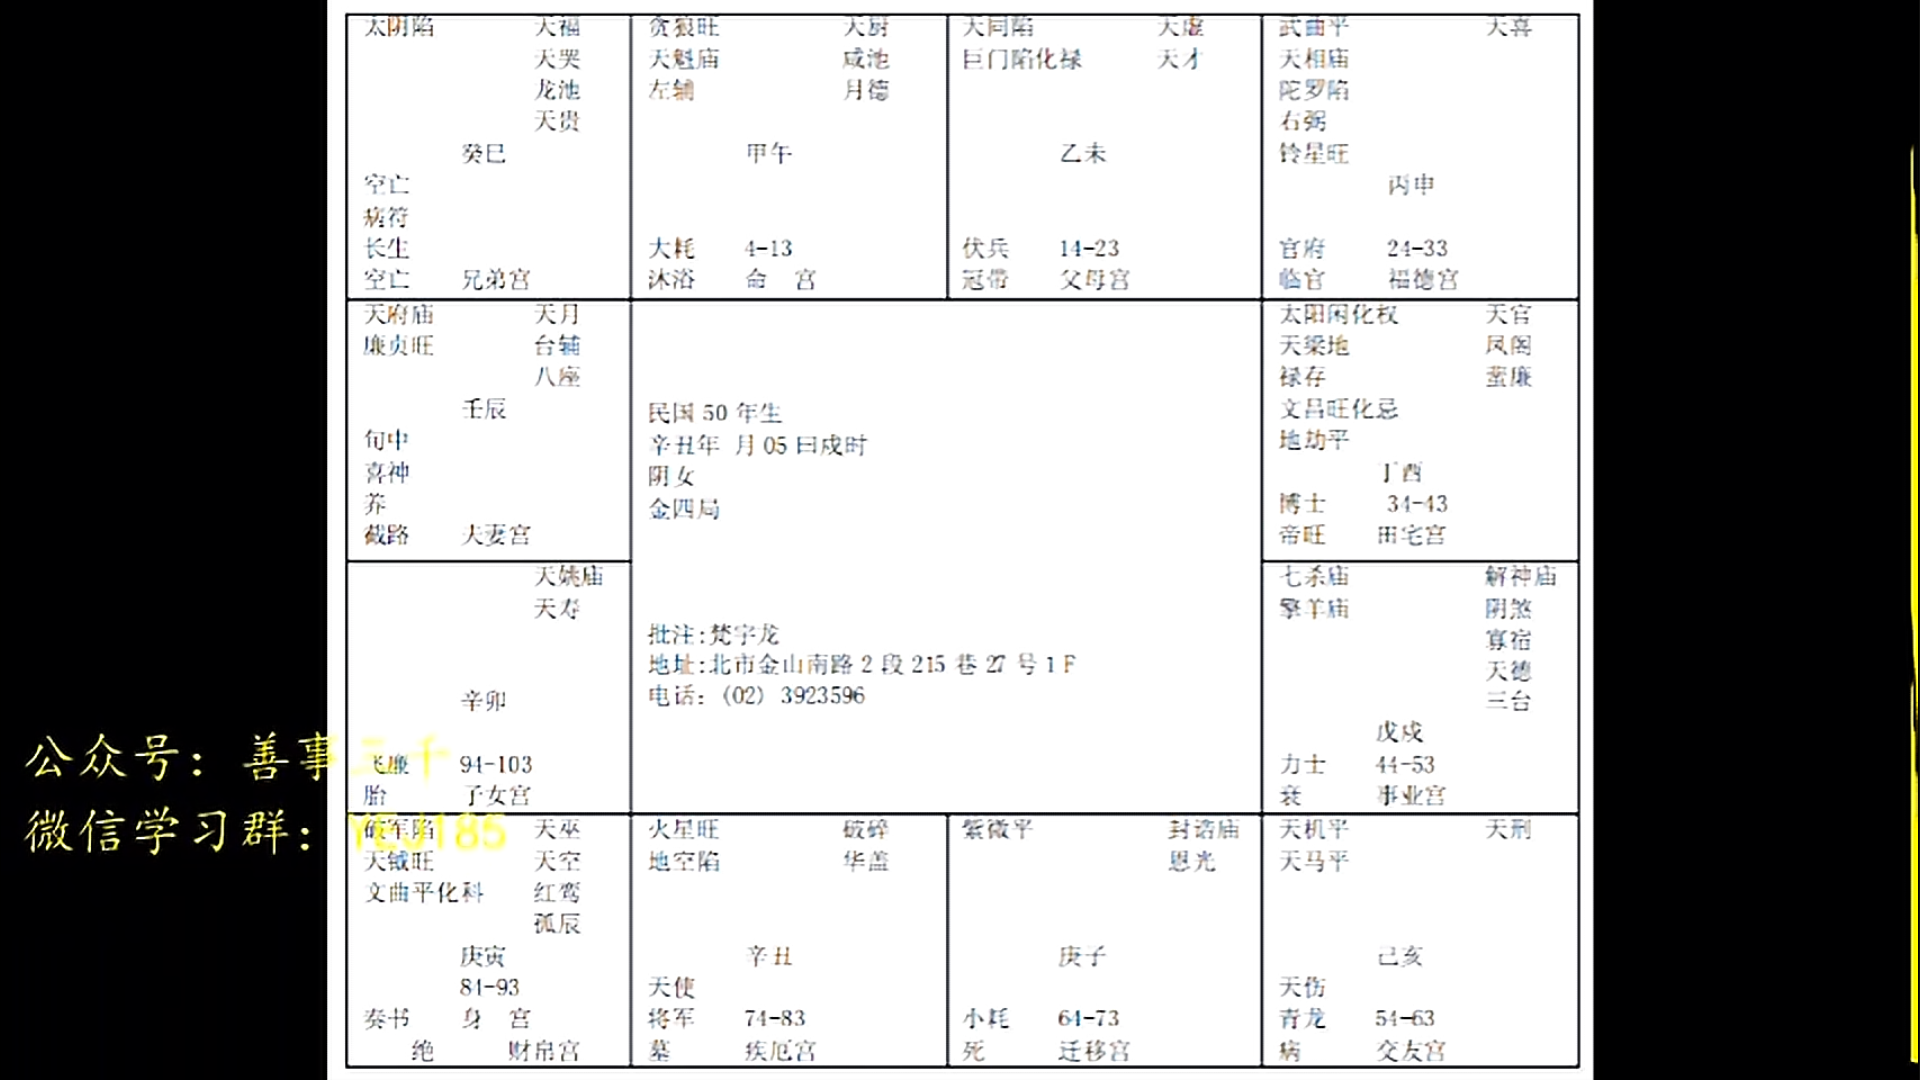 太阴陷 天福
天哭
龙池
天贵
癸巳
空亡
病符
长生
空亡 兄弟宫
贪狼旺 天厨
天魁庙 咸池
左辅 月德
甲午
大耗 4-13
沐浴 命 宫
天同陷 天虚
巨门陷化禄 天才
乙未
伏兵 14-23
冠带 父母宫
武曲平 天喜
天相庙
陀罗陷
右弼
铃星旺
丙申
官府 24-33
临官 福德宫
天府庙 天月
廉贞旺 台辅
八座
壬辰
旬中
喜神
养
截路 夫妻宫
民国 50 年生
辛丑年 月 05 日戌时
阴女
金四局
批注:梵宇龙
地址:北市金山南路 2 段 215 巷 27 号 1 F
电话: (02) 3923596
太阳闲化权 天官
天梁地 凤阁
禄存 蜚廉
文昌旺化忌
地劫平
丁酉
博士 34-43
帝旺 田宅宫
天姚庙
天寿
辛卯
飞廉 94-103
胎 子女宫
七杀庙 解神庙
擎羊庙 阴煞
寡宿
天德
三台
戊戌
力士 44-53
衰 事业宫
公众号: 善事三千
微信学习群: YEJ185
破军陷 天巫
天钺旺 天空
文曲平化科 红鸾
孤辰
庚寅
84-93
奏书 身 宫
绝 财帛宫
火星旺 破碎
地空陷 华盖
辛丑
天使
将军 74-83
墓 疾厄宫
紫微平 封诰庙
恩光
庚子
小耗 64-73
死 迁移宫
天机平 天刑
天马平
己亥
天伤
青龙 54-63
病 交友宫